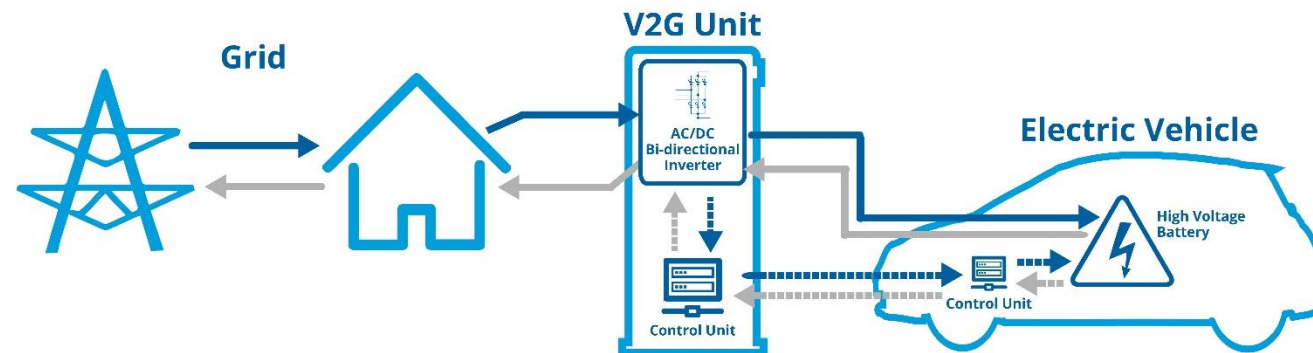 V2G Unit
Grid
AC/DC
Bi-directional
Inverter
Electric Vehicle
High Voltage
Battery
Control Unit
Control Unit